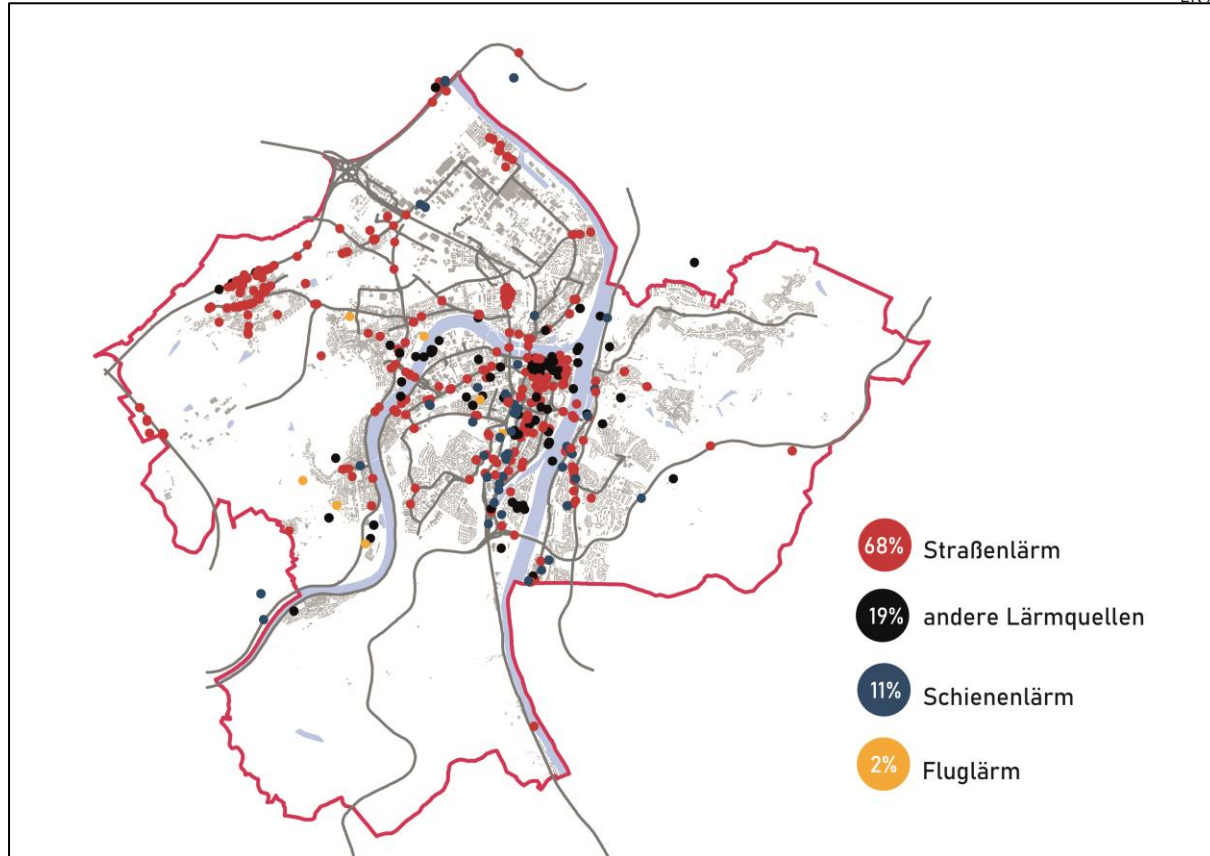 68% Straßenlärm
19% andere Lärmquellen
11% Schienenlärm
2% Fluglärm